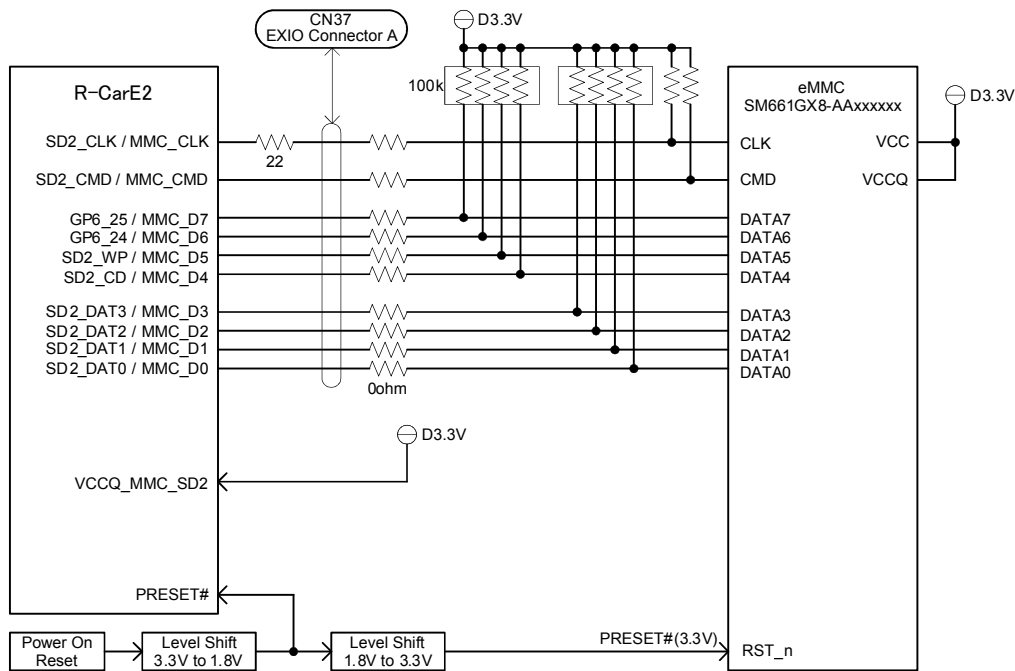 CN37
EXIO Connector A
D3.3V
R-CarE2
100k
eMMC
SM661GX8-AAxxxxxx
D3.3V
SD2_CLK / MMC_CLK
22
CLK
VCC
SD2_CMD / MMC_CMD
CMD
VCCQ
GP6_25 / MMC_D7
DATA7
GP6_24 / MMC_D6
DATA6
SD2_WP / MMC_D5
DATA5
SD2_CD / MMC_D4
DATA4
SD2_DAT3 / MMC_D3
DATA3
SD2_DAT2 / MMC_D2
DATA2
SD2_DAT1 / MMC_D1
DATA1
SD2_DAT0 / MMC_D0
DATA0
0ohm
D3.3V
VCCQ_MMC_SD2
PRESET#
Power On
Reset
Level Shift
3.3V to 1.8V
Level Shift
1.8V to 3.3V
PRESET#(3.3V)
RST_n